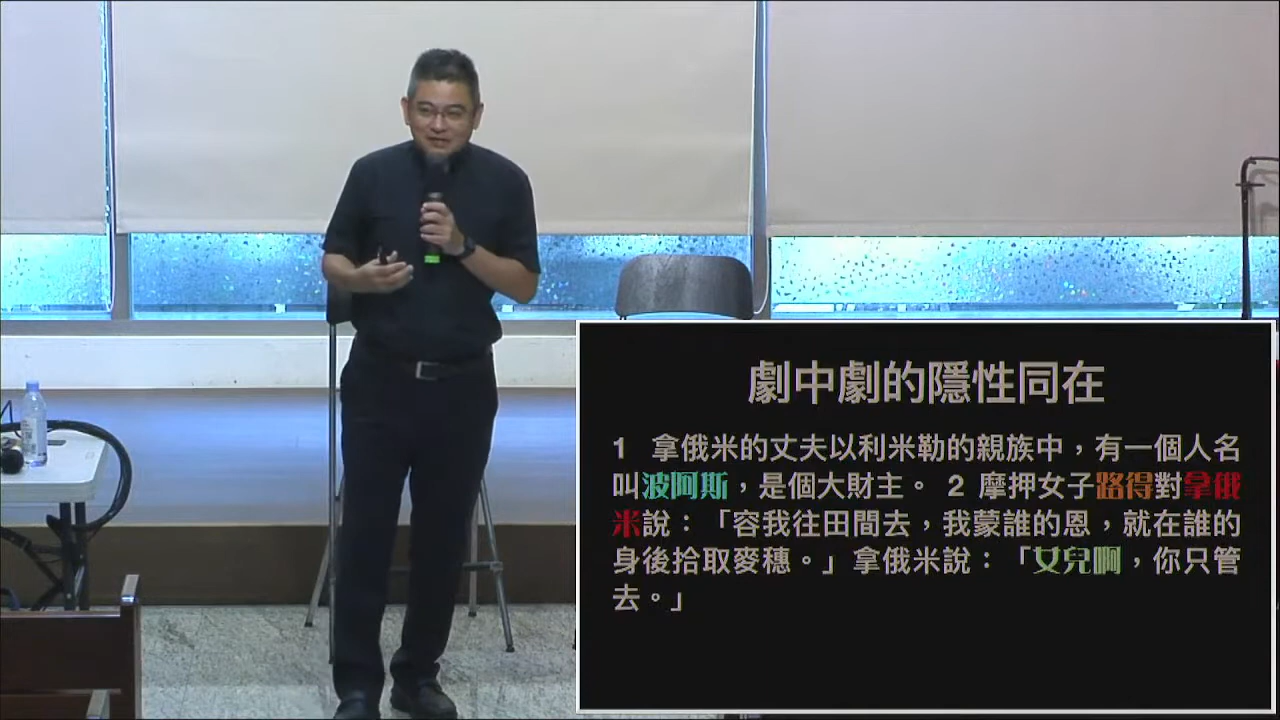 劇中劇的隱性同在
1 拿俄米的丈夫以利米勒的親族中，有一個人名
叫波阿斯，是個大財主。 2 摩押女子路得對拿俄
米說：「容我往田間去，我蒙誰的恩，就在誰的
身後拾取麥穗。」拿俄米說：「女兒啊，你只管
去。」